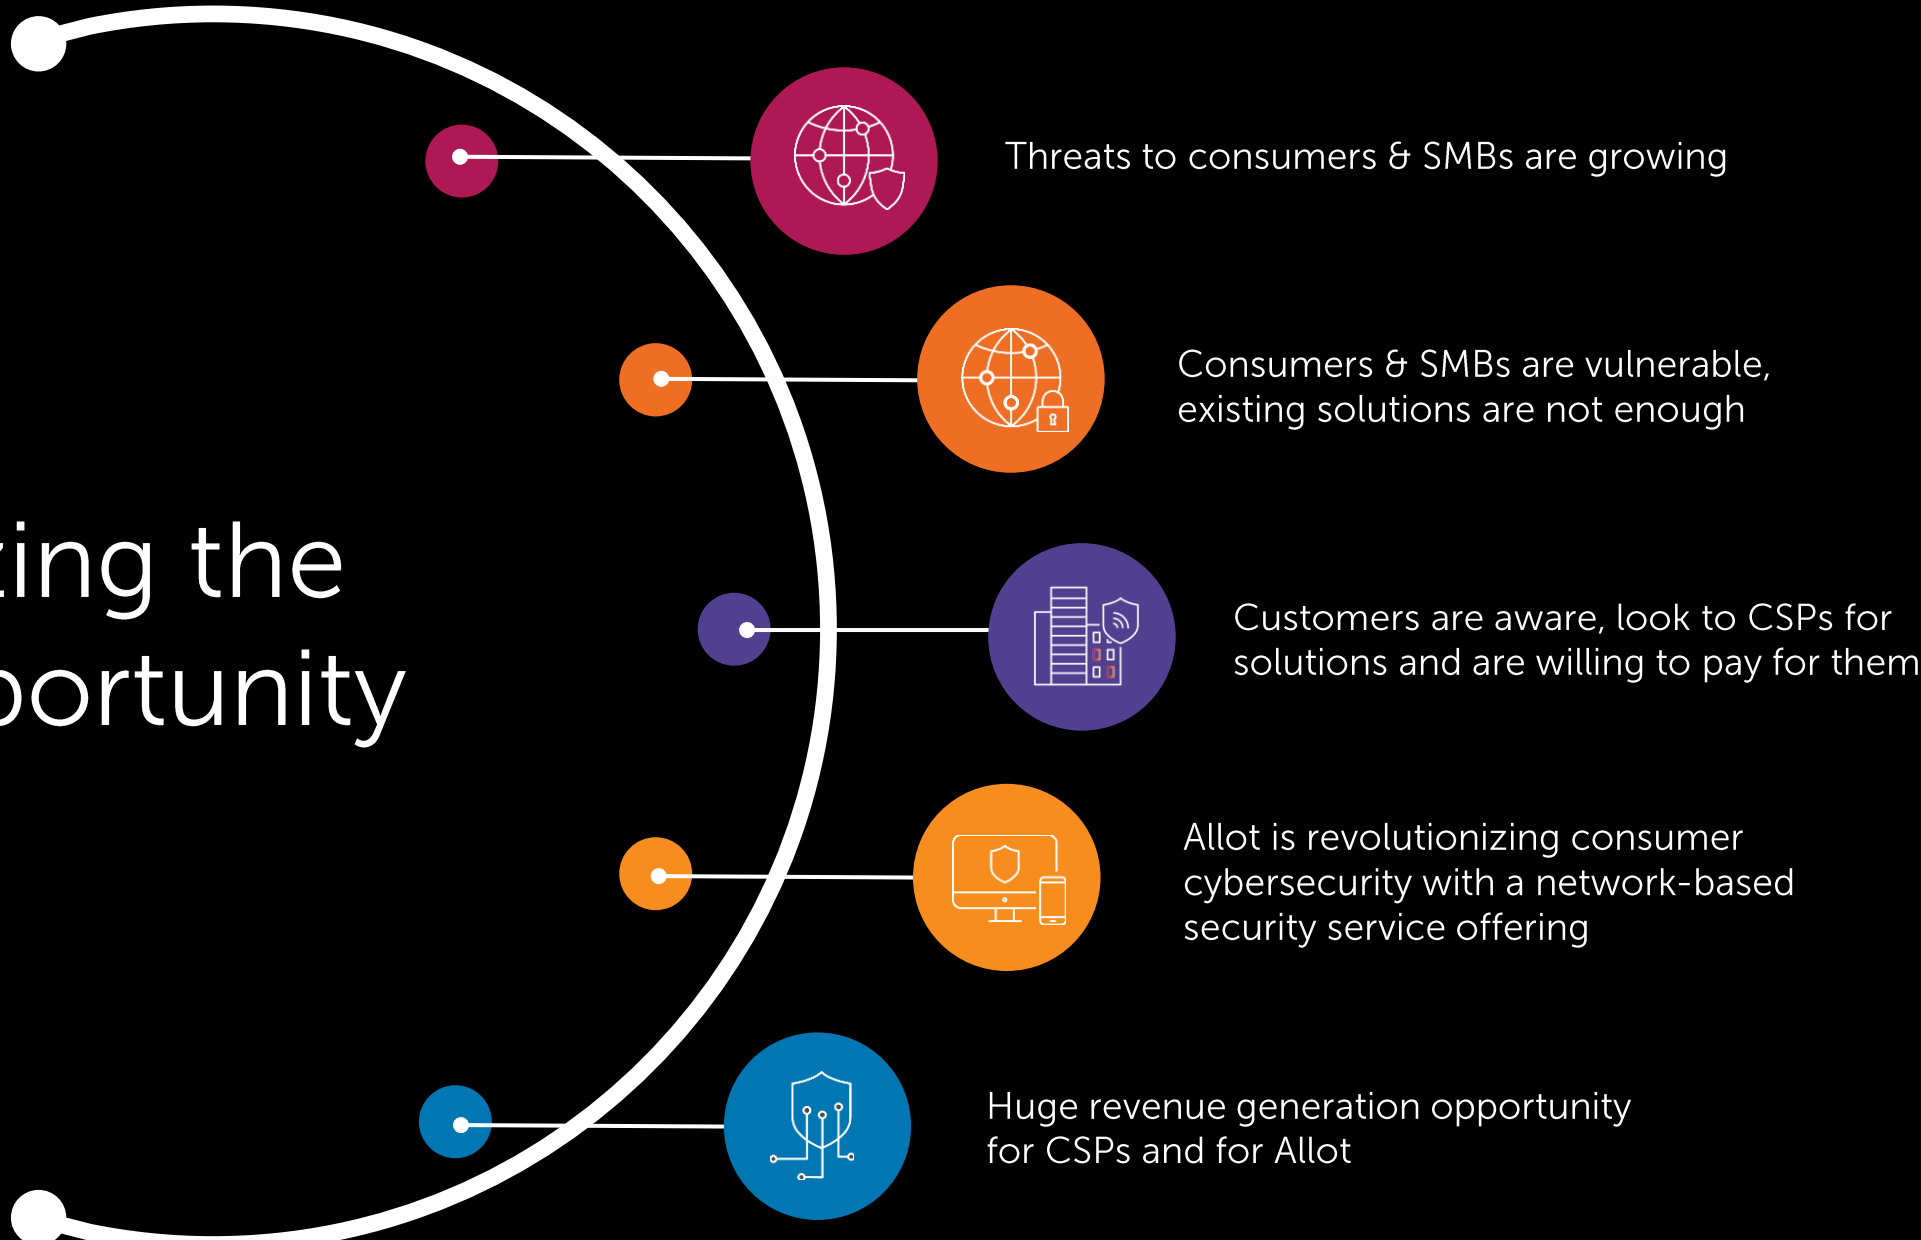 zing the
portunity
Threats to consumers & SMBs are growing
Consumers & SMBs are vulnerable,
existing solutions are not enough
Customers are aware, look to CSPs for
solutions and are willing to pay for them
Allot is revolutionizing consumer
cybersecurity with a network-based
security service offering
Huge revenue generation opportunity
for CSPs and for Allot